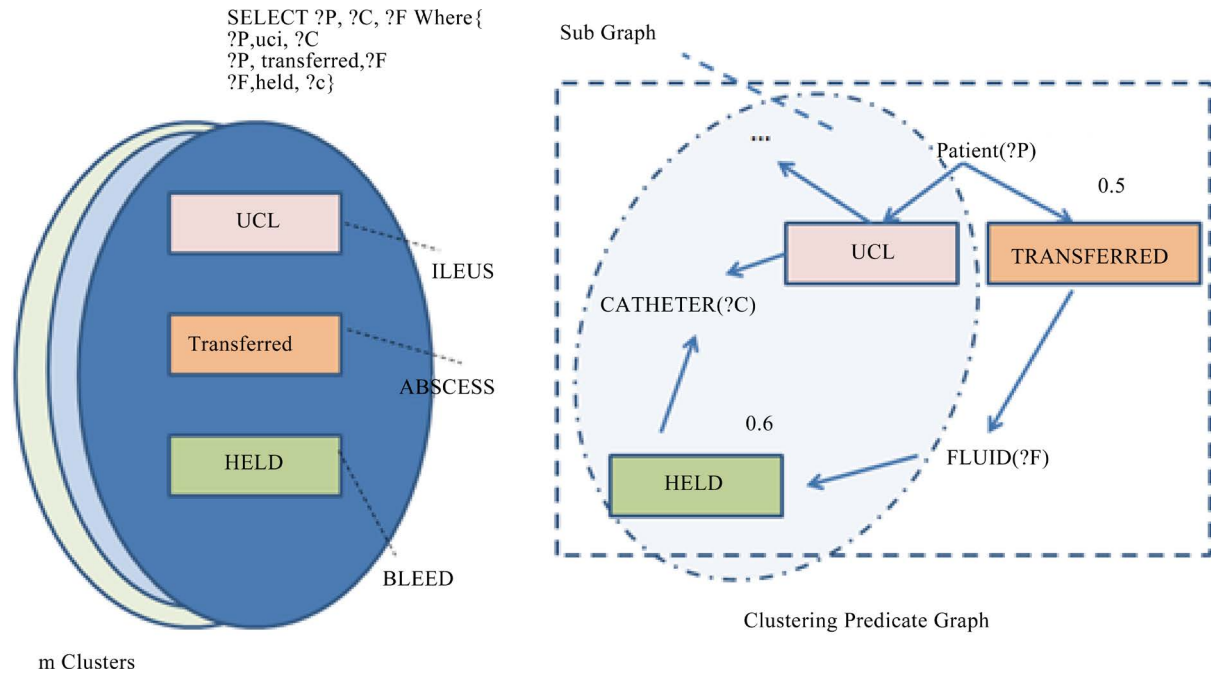 SELECT ?P, ?C, ?F Where{
?P,uci, ?C
?P, transferred,?F
?F,held, ?c}
UCL
ILEUS
Transferred
ABSCESS
HELD
BLEED
m Clusters
Sub Graph
...
Patient(?P)
0.5
UCL
TRANSFERRED
CATHETER(?C)
0.6
FLUID(?F)
HELD
Clustering Predicate Graph